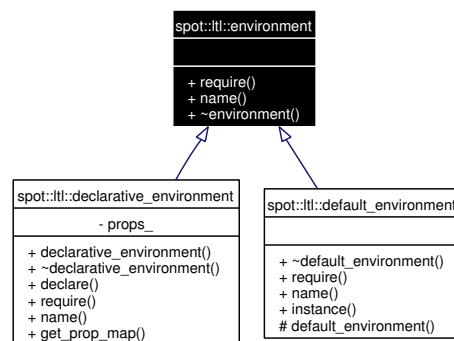 spot::ltl::environment
+ require()
+ name()
+ ~environment()
spot::ltl::declarative_environment
- props_
+ declarative_environment()
+ ~declarative_environment()
+ declare()
+ require()
+ name()
+ get_prop_map()
spot::ltl::default_environment
+ ~default_environment()
+ require()
+ name()
+ instance()
# default_environment()